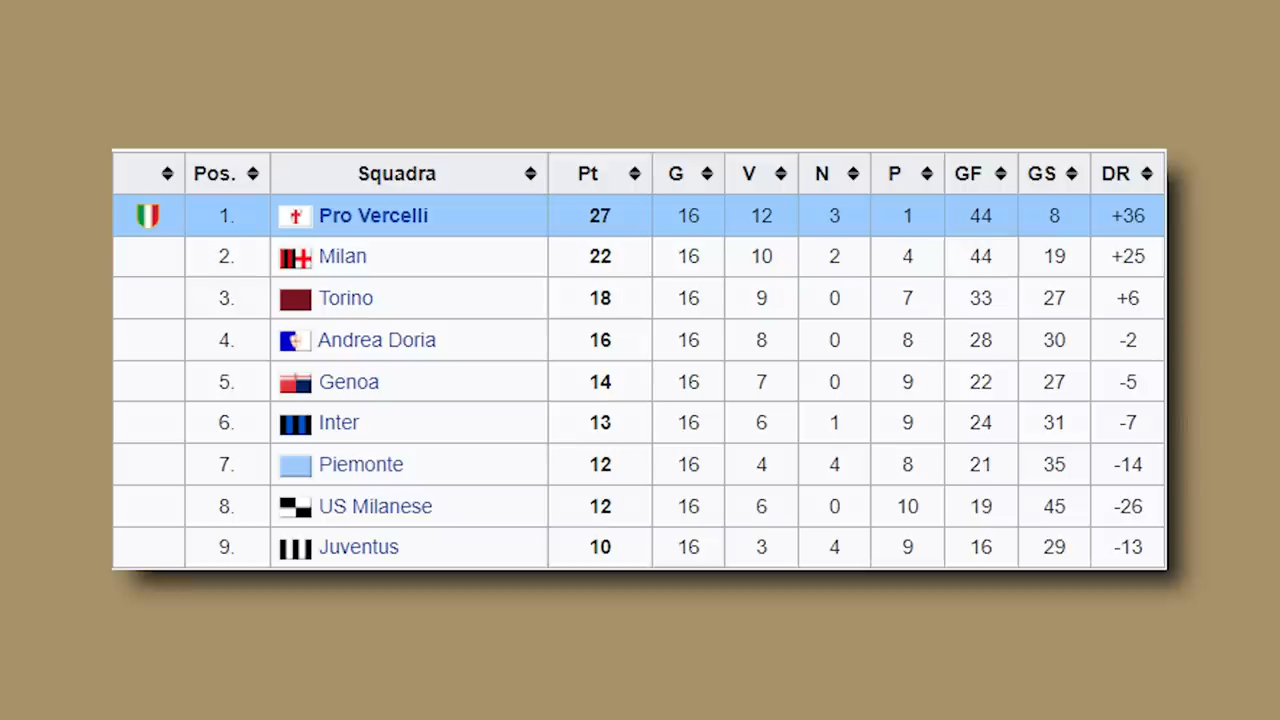 Pos. Squadra Pt G V N P GF GS DR
1. Pro Vercelli 27 16 12 3 1 44 8 +36
2. Milan 22 16 10 2 4 44 19 +25
3. Torino 18 16 9 0 7 33 27 +6
4. Andrea Doria 16 16 8 0 8 28 30 -2
5. Genoa 14 16 7 0 9 22 27 -5
6. Inter 13 16 6 1 9 24 31 -7
7. Piemonte 12 16 4 4 8 21 35 -14
8. US Milanese 12 16 6 0 10 19 45 -26
9. Juventus 10 16 3 4 9 16 29 -13